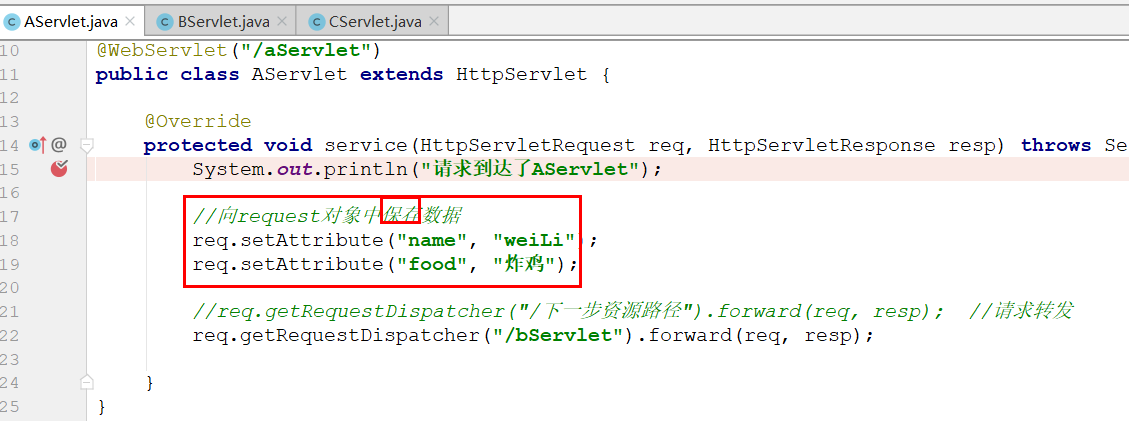 AServlet.java × BServlet.java × CServlet.java ×
10 @WebServlet("/aServlet")
11 public class AServlet extends HttpServlet {
12
13 @Override
14 @ protected void service(HttpServletRequest req, HttpServletResponse resp) throws Se
15 System.out.println("请求到达了AServlet");
16
17 //向request对象中保存数据
18 req.setAttribute("name", "weiLi");
19 req.setAttribute("food", "炸鸡");
20
21 //req.getRequestDispatcher("/下一步资源路径").forward(req, resp); //请求转发
22 req.getRequestDispatcher("/bServlet").forward(req, resp);
23
24 }
25 }